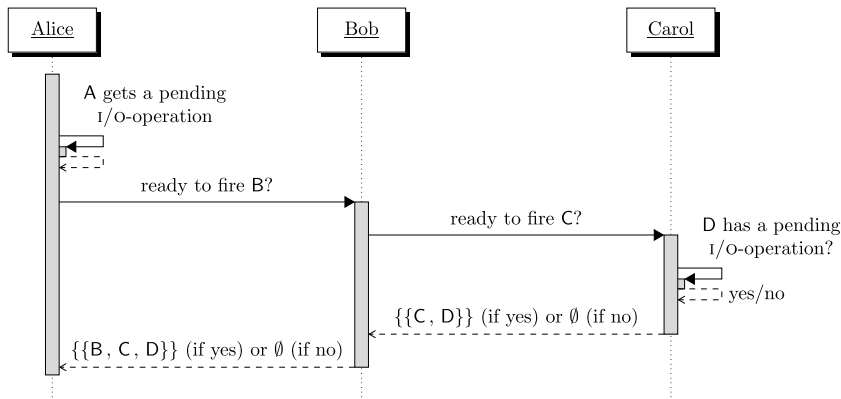 Alice
Bob
Carol
A gets a pending
I/O-operation
ready to fire B?
ready to fire C?
D has a pending
I/O-operation?
yes/no
{{C, D}} (if yes) or ∅ (if no)
{{B, C, D}} (if yes) or ∅ (if no)